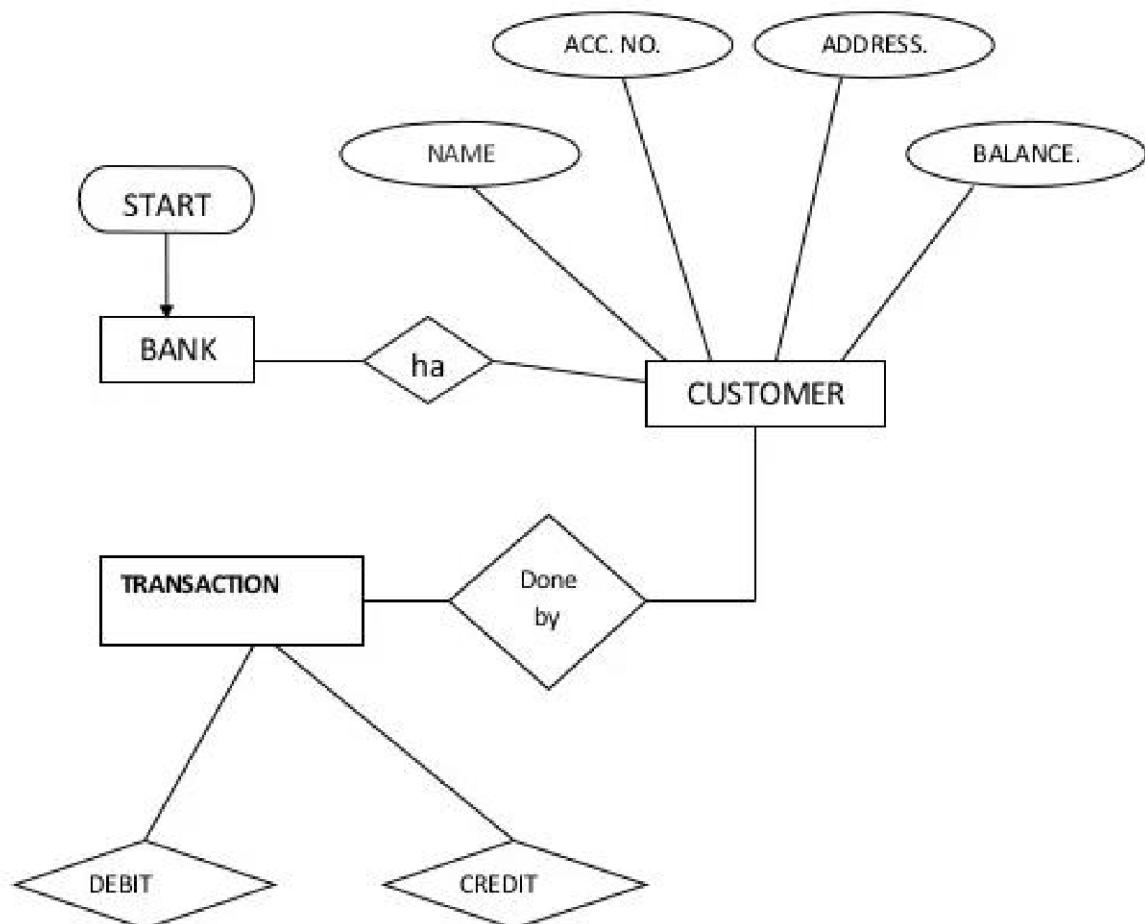 ACC. NO.
ADDRESS.
NAME
BALANCE.
START
BANK
ha
CUSTOMER
TRANSACTION
Done
by
DEBIT
CREDIT